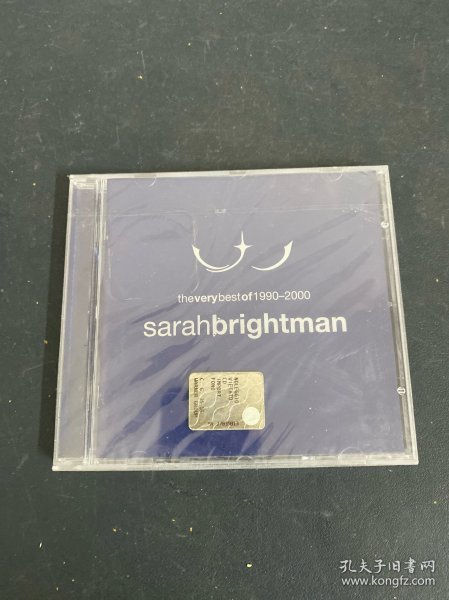 theverybestof1990–2000
sarahbrightman
孔夫子旧书网
www.kongfz.com